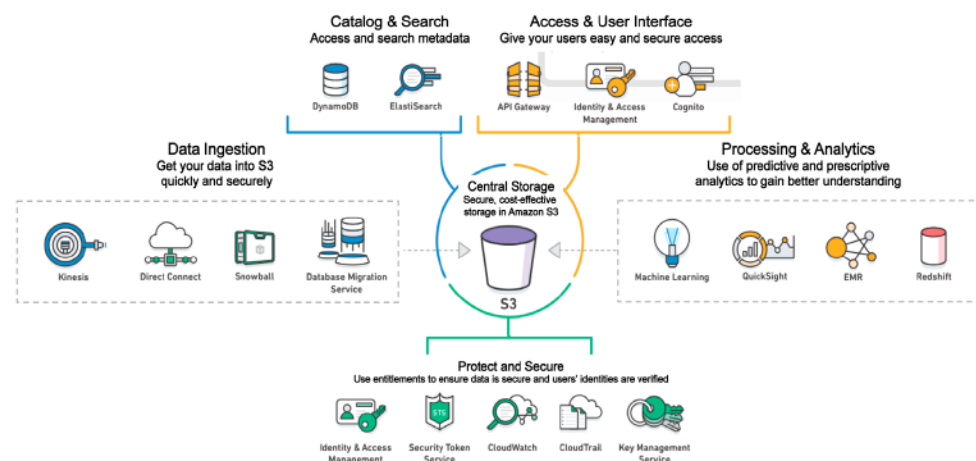 Catalog & Search
Access and search metadata
DynamoDB
ElastiSearch
Access & User Interface
Give your users easy and secure access
API Gateway
Identity & Access
Management
Cognito
Data Ingestion
Get your data into S3
quickly and securely
Kinesis
Direct Connect
Snowball
Database Migration
Service
Central Storage
Secure, cost-effective
storage in Amazon S3
S3
Processing & Analytics
Use of predictive and prescriptive
analytics to gain better understanding
Machine Learning
QuickSight
EMR
Redshift
Protect and Secure
Use entitlements to ensure data is secure and users' identities are verified
Identity & Access
Management
STS
Security Token
Service
CloudWatch
CloudTrail
Key Management
Service